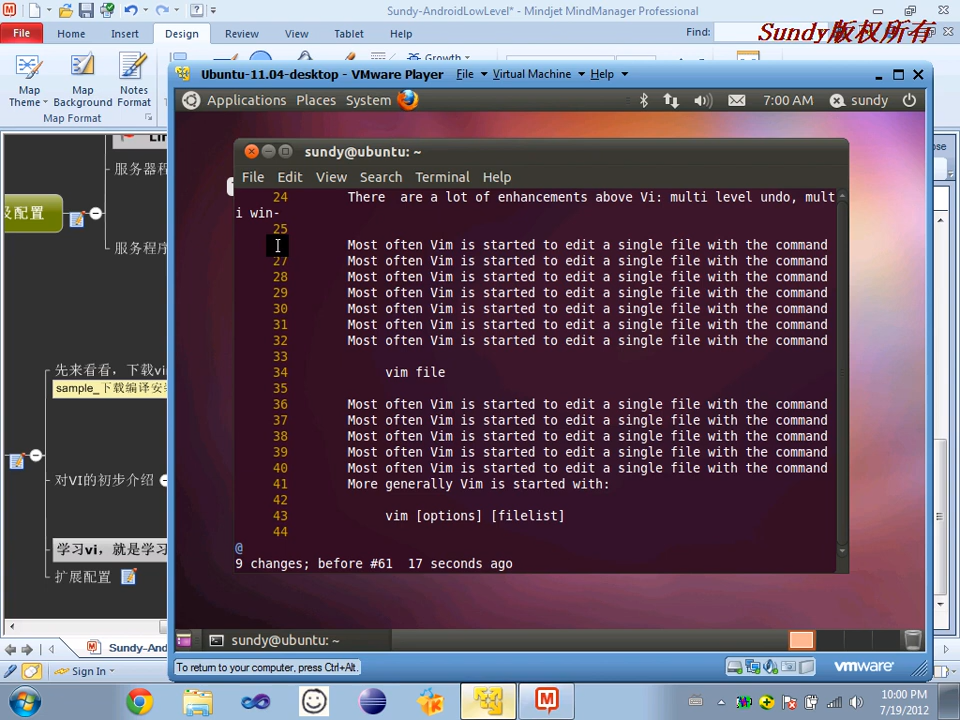 Sundy-AndroidLowLevel* - Mindjet MindManager Professional
File Home Insert Design Review View Tablet Help Find:
Sundy版权所有
Map Theme
Map Background
Notes Format
Growth
Map Format
Ubuntu-11.04-desktop - VMware Player File Virtual Machine Help
Applications Places System 7:00 AM sundy
sundy@ubuntu: ~
File Edit View Search Terminal Help
24 There are a lot of enhancements above Vi: multi level undo, mult
i win-
25
Most often Vim is started to edit a single file with the command
27 Most often Vim is started to edit a single file with the command
28 Most often Vim is started to edit a single file with the command
29 Most often Vim is started to edit a single file with the command
30 Most often Vim is started to edit a single file with the command
31 Most often Vim is started to edit a single file with the command
32 Most often Vim is started to edit a single file with the command
33
34 vim file
35
36 Most often Vim is started to edit a single file with the command
37 Most often Vim is started to edit a single file with the command
38 Most often Vim is started to edit a single file with the command
39 Most often Vim is started to edit a single file with the command
40 Most often Vim is started to edit a single file with the command
41 More generally Vim is started with:
42
43 vim [options] [filelist]
44
@
9 changes; before #61 17 seconds ago
服务器程
及配置
服务程序
先来看看，下载vi
sample_下载编译安装
对VI的初步介绍
学习vi，就是学习
扩展配置
sundy@ubuntu: ~
Sundy-And
Sign In
To return to your computer, press Ctrl+Alt.
vmware
10:00 PM
7/19/2012